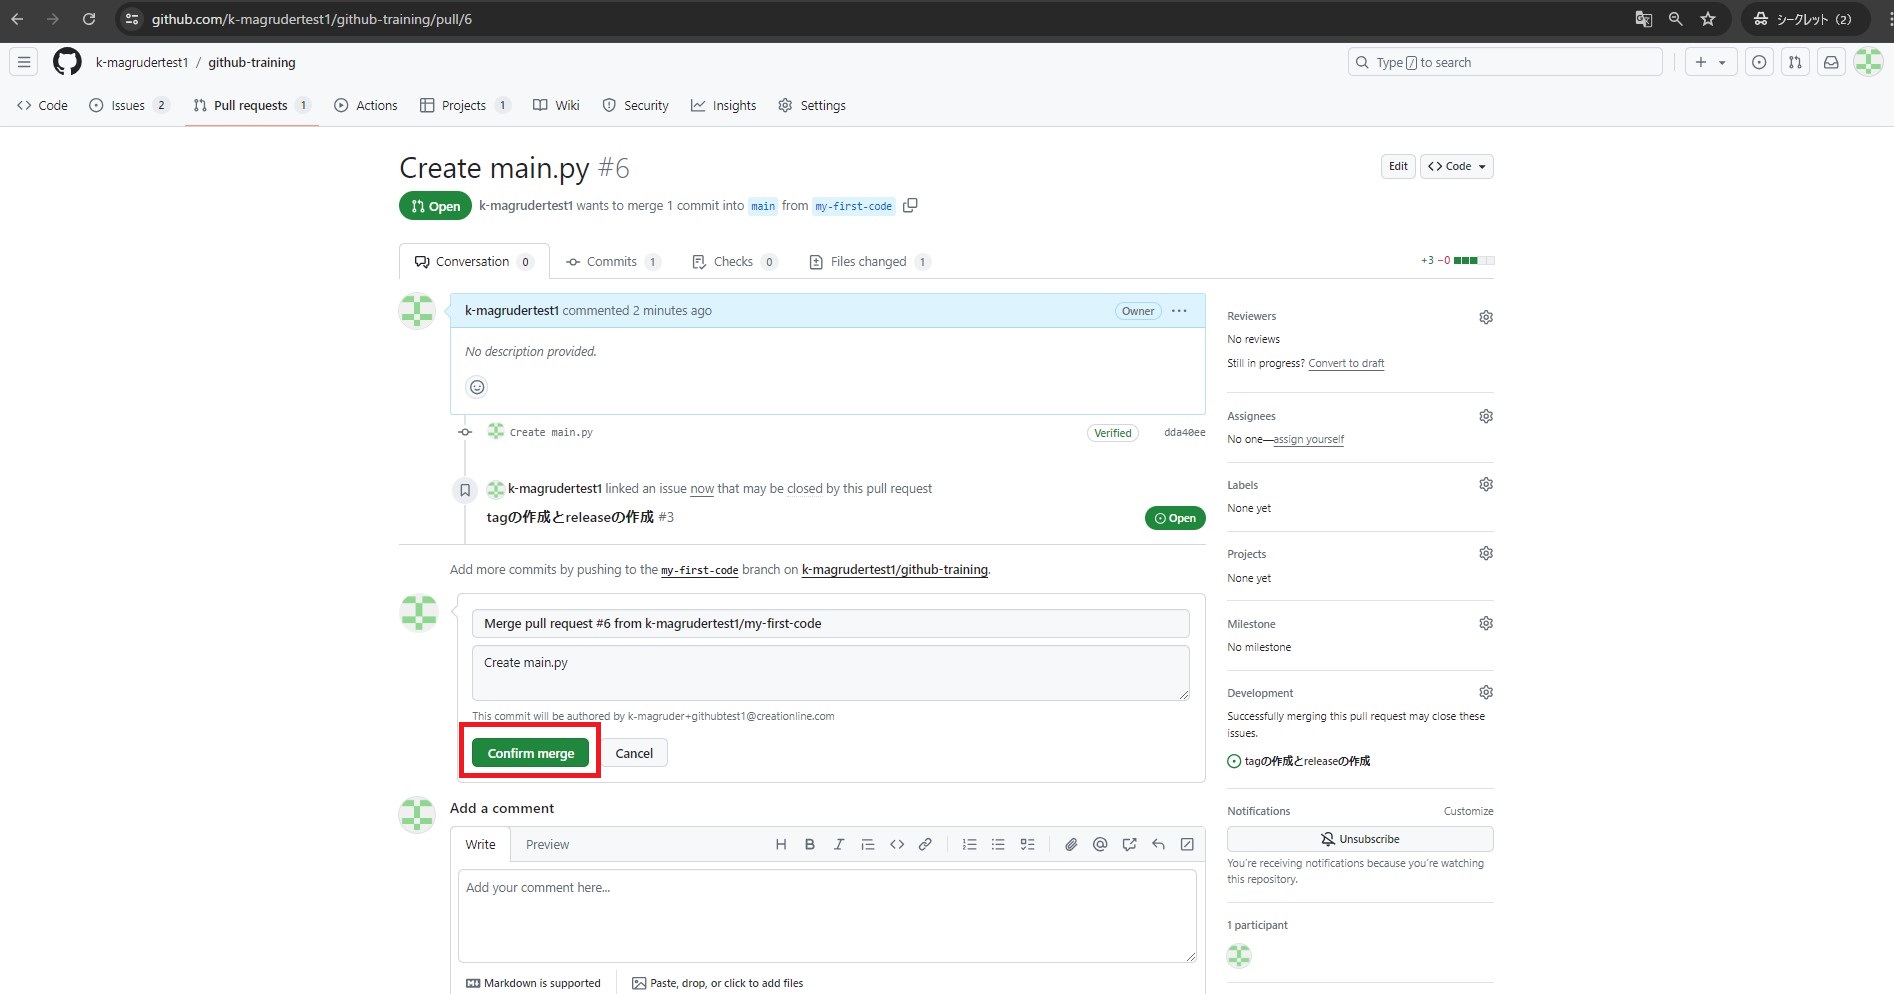 github.com/k-magrudertest1/github-training/pull/6
シークレット (2)
k-magrudertest1 / github-training
Type / to search
Code Issues 2 Pull requests 1 Actions Projects 1 Wiki Security Insights Settings
Create main.py #6
Edit Code
Open k-magrudertest1 wants to merge 1 commit into main from my-first-code
Conversation 0 Commits 1 Checks 0 Files changed 1
+3 −0
k-magrudertest1 commented 2 minutes ago
Owner
No description provided.
Create main.py
Verified dda40ee
k-magrudertest1 linked an issue now that may be closed by this pull request
tagの作成とreleaseの作成 #3
Open
Add more commits by pushing to the my-first-code branch on k-magrudertest1/github-training.
Merge pull request #6 from k-magrudertest1/my-first-code
Create main.py
This commit will be authored by k-magruder+githubtest1@creationline.com
Confirm merge Cancel
Add a comment
Write Preview
Add your comment here...
Markdown is supported
Paste, drop, or click to add files
Reviewers
No reviews
Still in progress? Convert to draft
Assignees
No one—assign yourself
Labels
None yet
Projects
None yet
Milestone
No milestone
Development
Successfully merging this pull request may close these
issues.
tagの作成とreleaseの作成
Notifications Customize
Unsubscribe
You're receiving notifications because you're watching
this repository.
1 participant